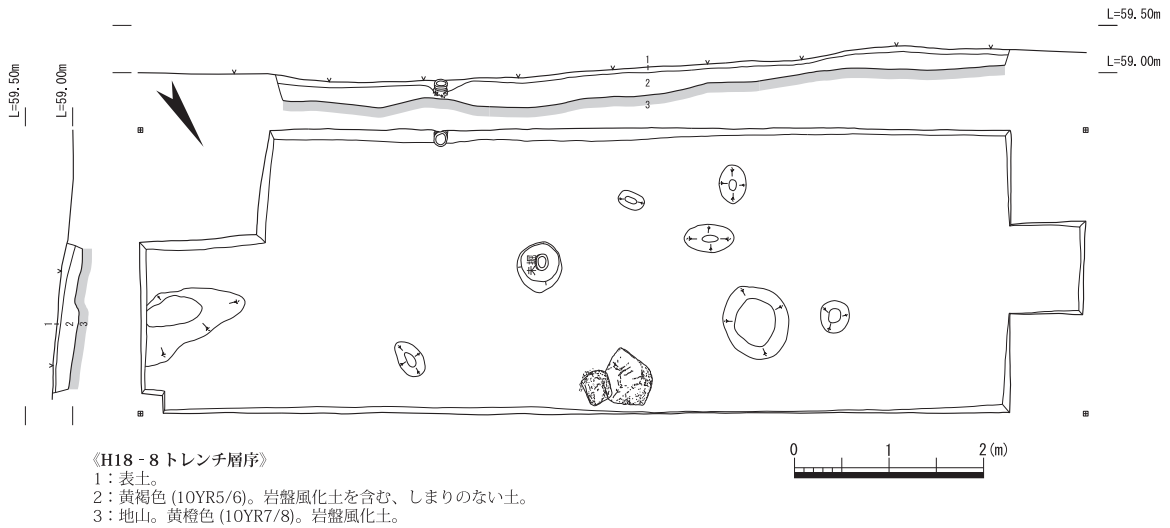 L=59.50m
L=59.00m
L=59.50m
L=59.00m
1
2
3
1
2
3
未掘
0 1 2(m)
《H18-8トレンチ層序》
1：表土。
2：黄褐色 (10YR5/6)。岩盤風化土を含む、しまりのない土。
3：地山。黄橙色 (10YR7/8)。岩盤風化土。